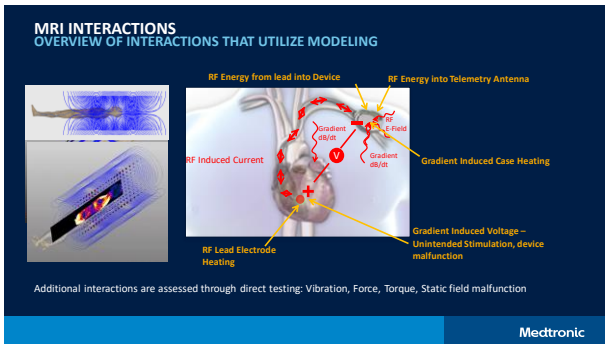 MRI INTERACTIONS
OVERVIEW OF INTERACTIONS THAT UTILIZE MODELING
RF Energy from lead into Device
RF Energy into Telemetry Antenna
RF
E-Field
Gradient
dB/dt
V
Gradient
dB/dt
RF Induced Current
Gradient Induced Case Heating
Gradient Induced Voltage –
Unintended Stimulation, device
malfunction
RF Lead Electrode
Heating
Additional interactions are assessed through direct testing: Vibration, Force, Torque, Static field malfunction
Medtronic